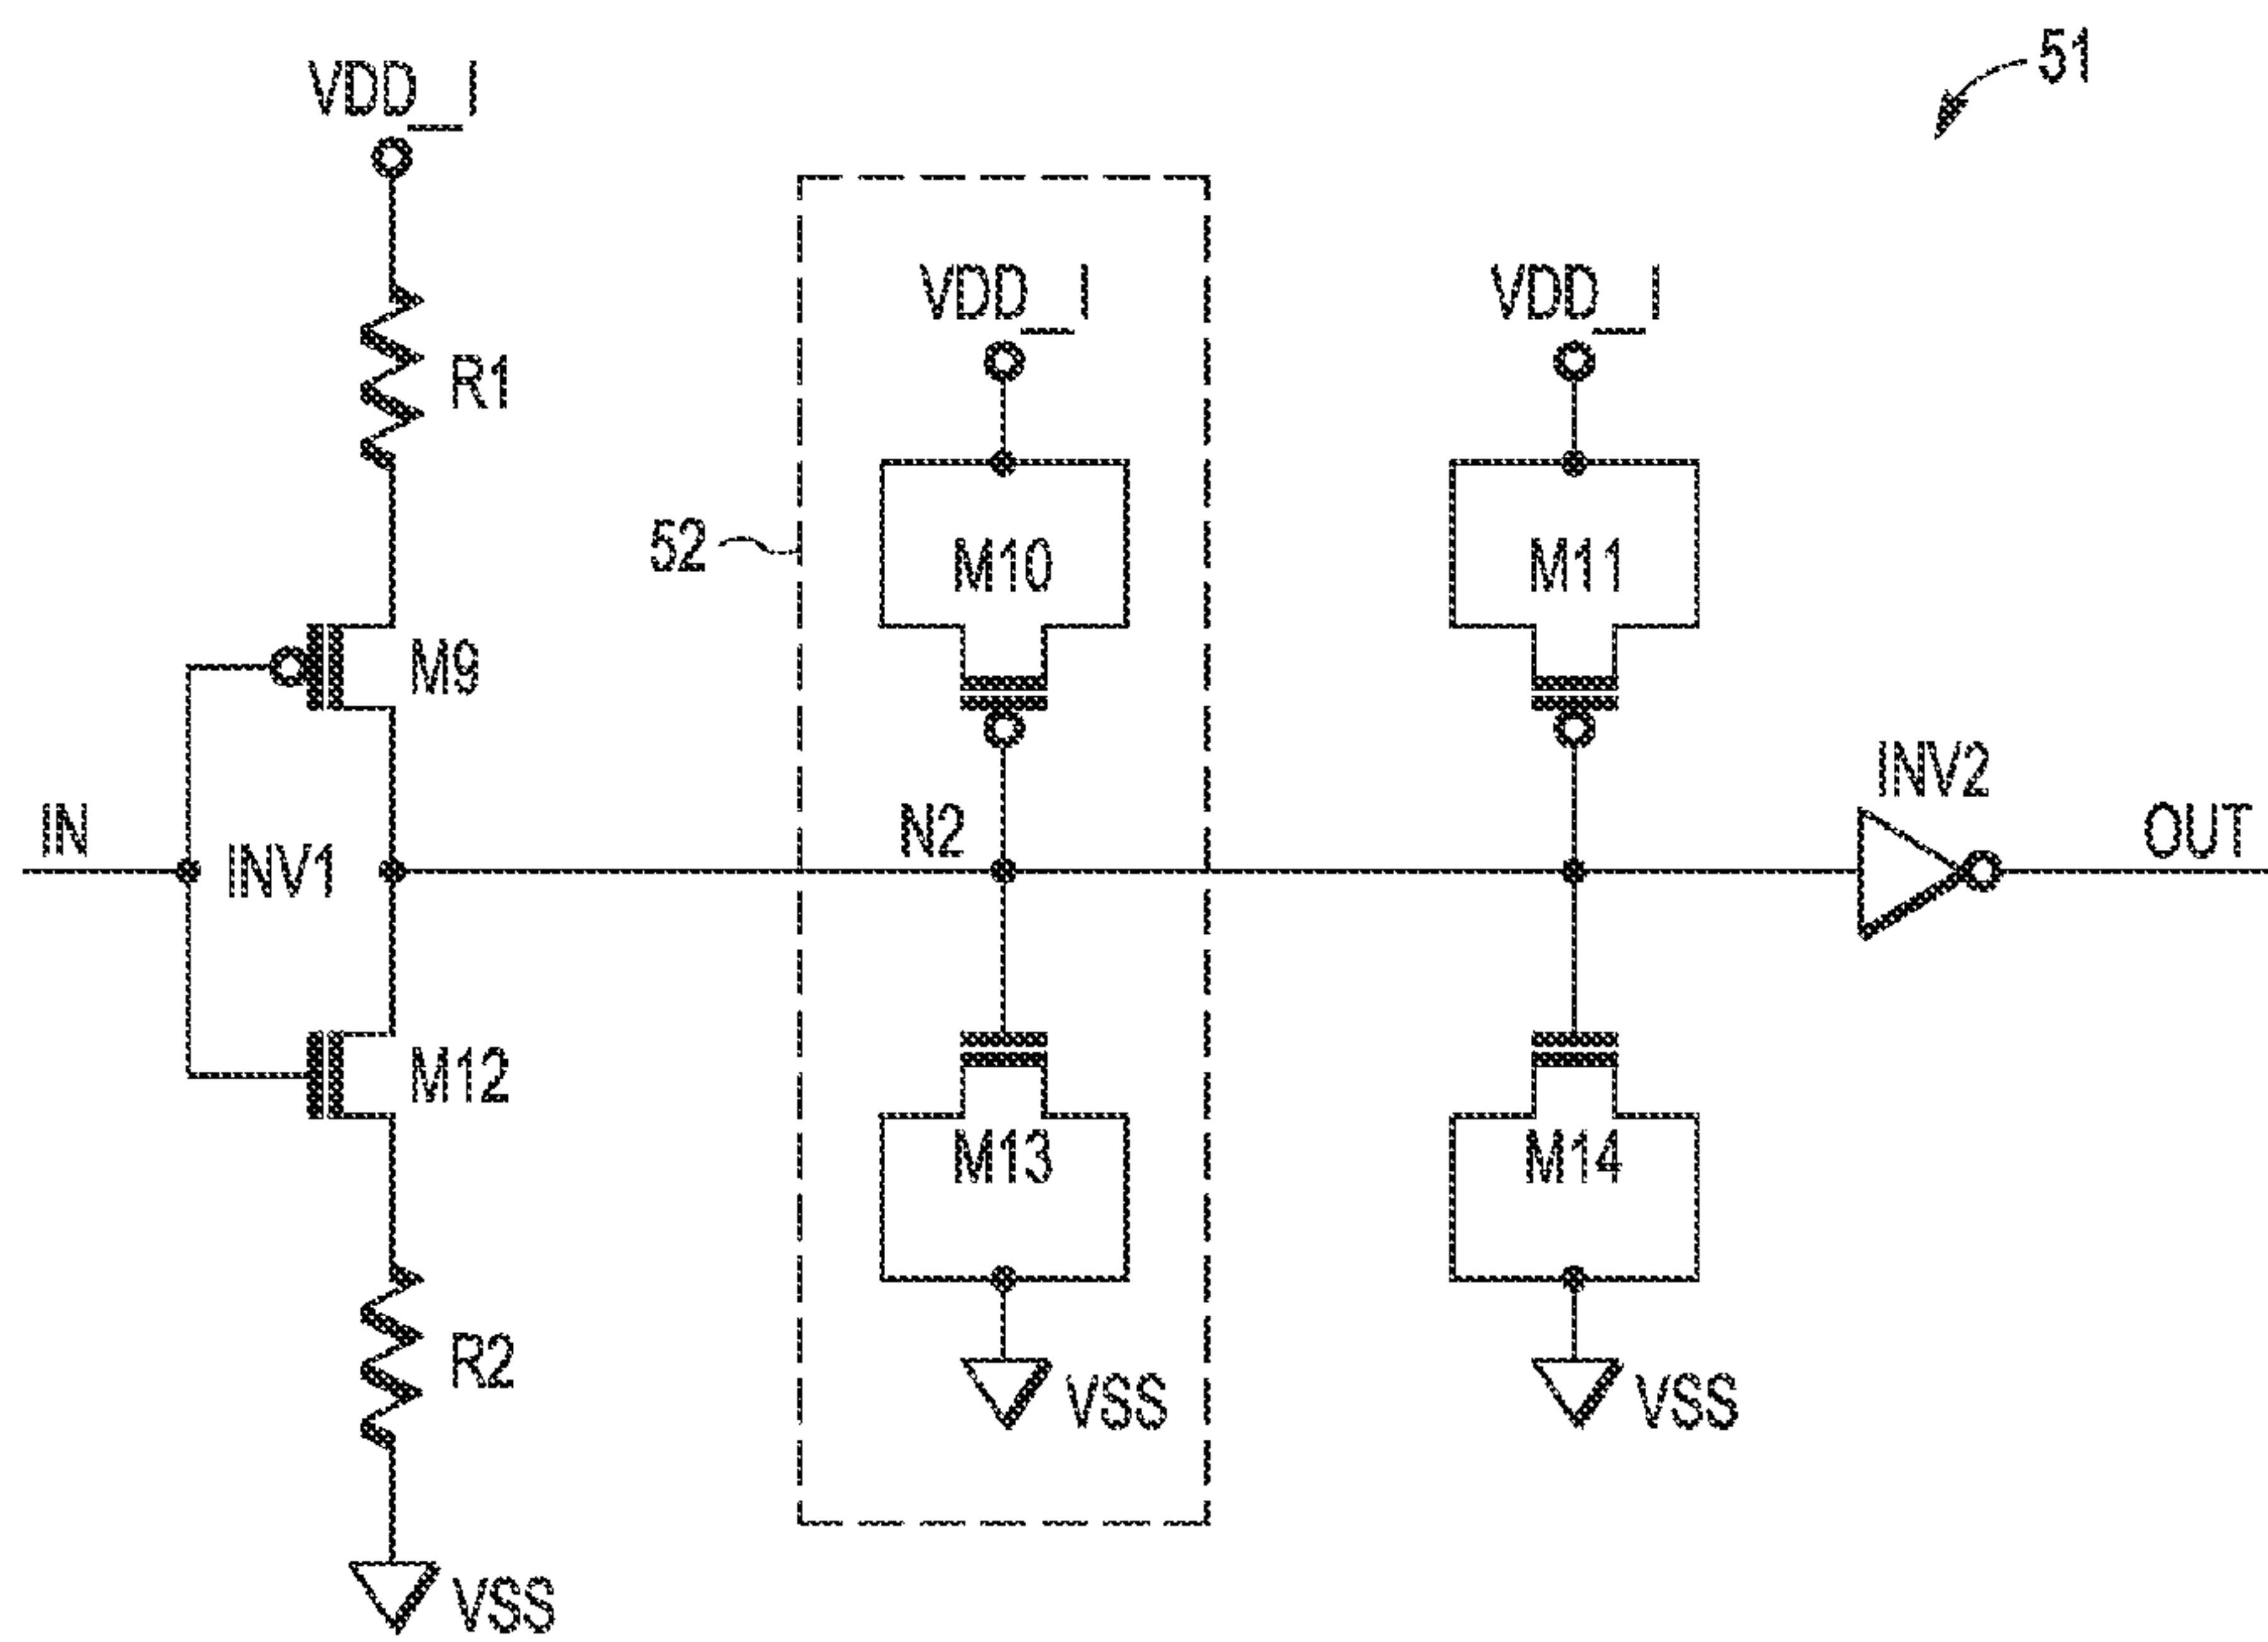 51
VDD_I
VDD_I
VDD_I
R1
52
M10
M11
M9
INV2
IN
INV1
N2
OUT
M12
M13
M14
R2
VSS
VSS
VSS